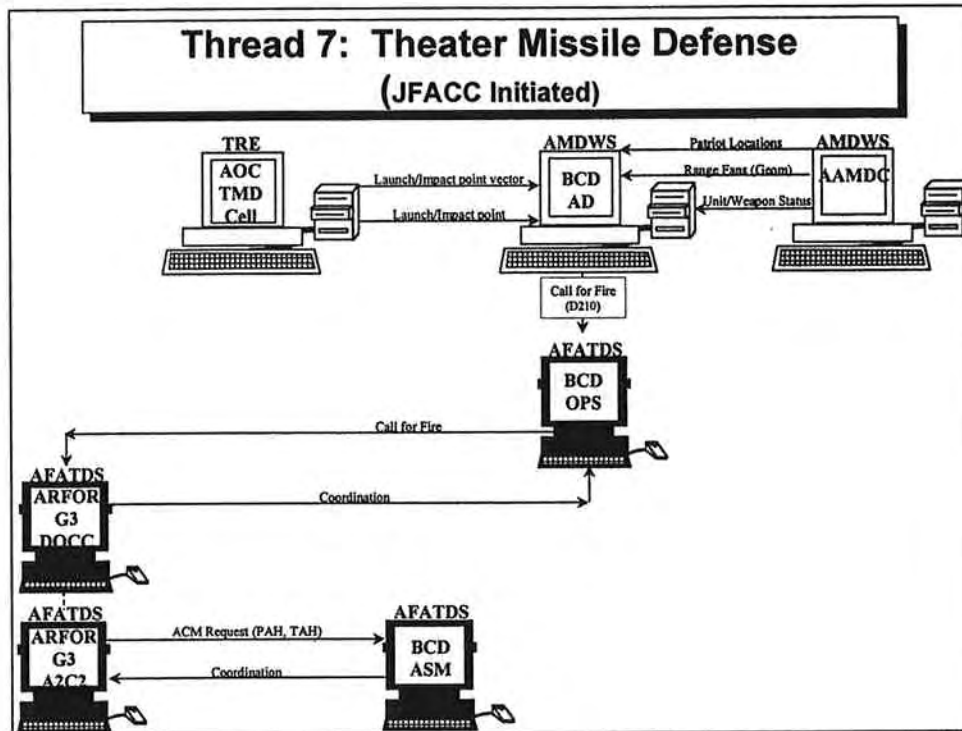 Thread 7: Theater Missile Defense
(JFACC Initiated)
TRE
AOC
TMD
Cell
Launch/Impact point vector
Launch/Impact point
AMDWS
BCD
AD
Patriot Locations
Range Fans (Geom)
Unit/Weapon Status
AMDWS
AAMDC
Call for Fire
(D210)
AFATDS
BCD
OPS
Call for Fire
AFATDS
ARFOR
G3
DOCC
Coordination
AFATDS
ARFOR
G3
A2C2
ACM Request (PAH, TAH)
Coordination
AFATDS
BCD
ASM